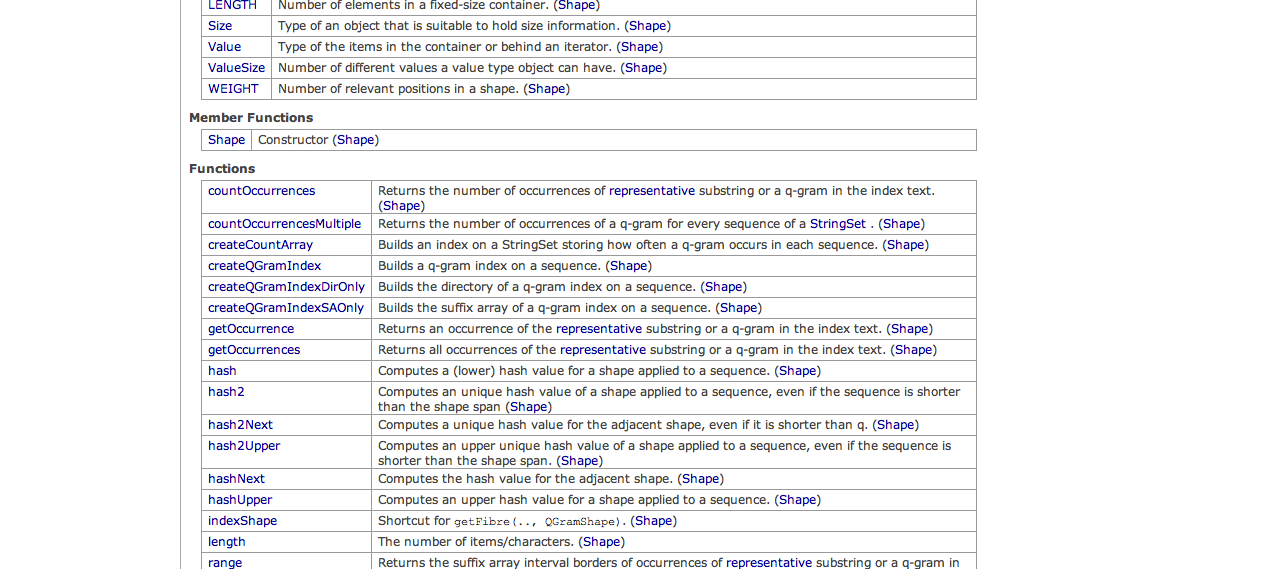 LENGTH Number of elements in a fixed-size container. (Shape)
Size Type of an object that is suitable to hold size information. (Shape)
Value Type of the items in the container or behind an iterator. (Shape)
ValueSize Number of different values a value type object can have. (Shape)
WEIGHT Number of relevant positions in a shape. (Shape)
Member Functions
Shape Constructor (Shape)
Functions
countOccurrences Returns the number of occurrences of representative substring or a q-gram in the index text.
(Shape)
countOccurrencesMultiple Returns the number of occurrences of a q-gram for every sequence of a StringSet . (Shape)
createCountArray Builds an index on a StringSet storing how often a q-gram occurs in each sequence. (Shape)
createQGramIndex Builds a q-gram index on a sequence. (Shape)
createQGramIndexDirOnly Builds the directory of a q-gram index on a sequence. (Shape)
createQGramIndexSAOnly Builds the suffix array of a q-gram index on a sequence. (Shape)
getOccurrence Returns an occurrence of the representative substring or a q-gram in the index text. (Shape)
getOccurrences Returns all occurrences of the representative substring or a q-gram in the index text. (Shape)
hash Computes a (lower) hash value for a shape applied to a sequence. (Shape)
hash2 Computes an unique hash value of a shape applied to a sequence, even if the sequence is shorter
than the shape span (Shape)
hash2Next Computes a unique hash value for the adjacent shape, even if it is shorter than q. (Shape)
hash2Upper Computes an upper unique hash value of a shape applied to a sequence, even if the sequence is
shorter than the shape span. (Shape)
hashNext Computes the hash value for the adjacent shape. (Shape)
hashUpper Computes an upper hash value for a shape applied to a sequence. (Shape)
indexShape Shortcut for getFibre(.., QGramShape). (Shape)
length The number of items/characters. (Shape)
range Returns the suffix array interval borders of occurrences of representative substring or a q-gram in